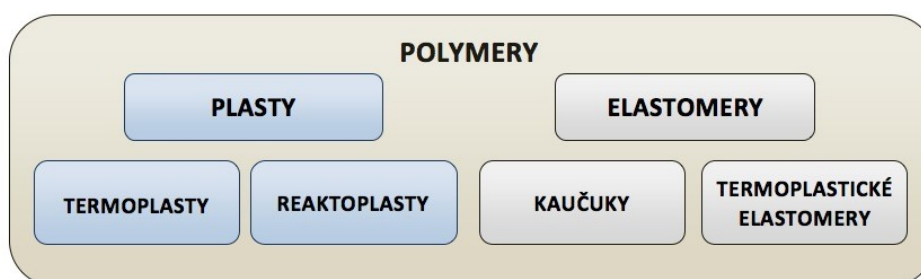 POLYMERY
PLASTY
ELASTOMERY
TERMOPLASTY
REAKTOPLASTY
KAUČUKY
TERMOPLASTICKÉ
ELASTOMERY